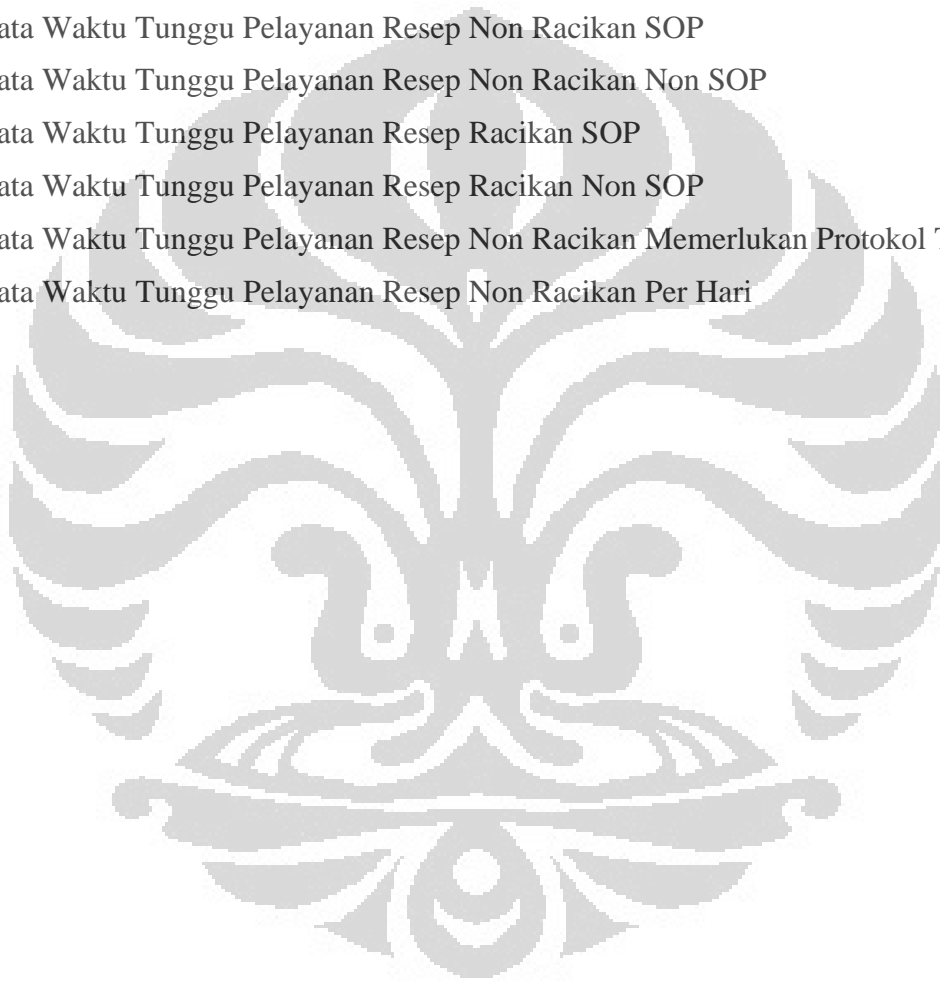 ata Waktu Tunggu Pelayanan Resep Non Racikan SOP
ata Waktu Tunggu Pelayanan Resep Non Racikan Non SOP
ata Waktu Tunggu Pelayanan Resep Racikan SOP
ata Waktu Tunggu Pelayanan Resep Racikan Non SOP
ata Waktu Tunggu Pelayanan Resep Non Racikan Memerlukan Protokol
ata Waktu Tunggu Pelayanan Resep Non Racikan Per Hari